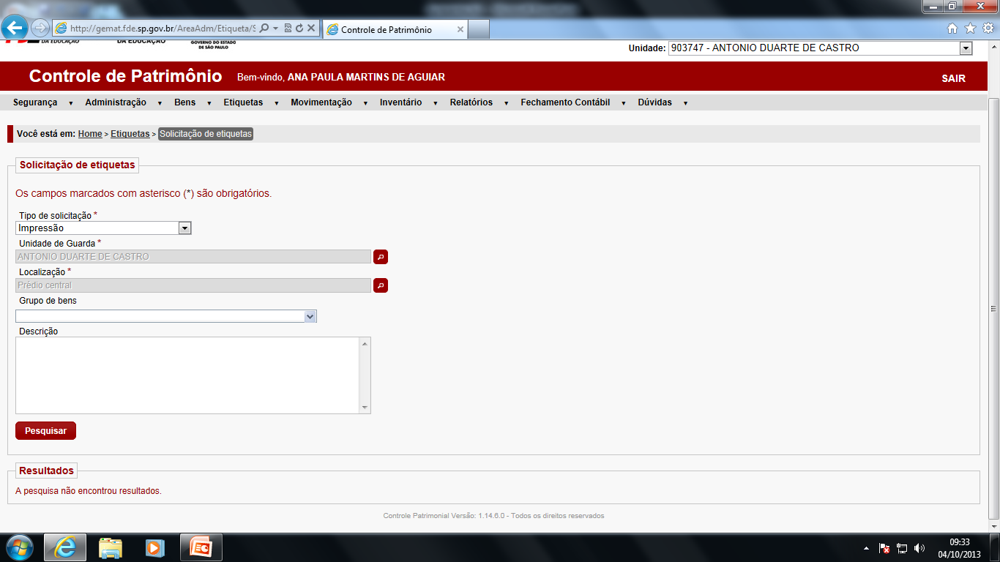 http://gemat.fde.sp.gov.br/AreaAdm/Etiqueta/S
Controle de Patrimônio
DA EDUCAÇÃO
DA EDUCAÇÃO
GOVERNO DO ESTADO
DE SÃO PAULO
Unidade: 903747 - ANTONIO DUARTE DE CASTRO
Controle de Patrimônio Bem-vindo, ANA PAULA MARTINS DE AGUIAR SAIR
Segurança Administração Bens Etiquetas Movimentação Inventário Relatórios Fechamento Contábil Dúvidas
Você está em: Home > Etiquetas > Solicitação de etiquetas
Solicitação de etiquetas
Os campos marcados com asterisco (*) são obrigatórios.
Tipo de solicitação *
Impressão
Unidade de Guarda *
ANTONIO DUARTE DE CASTRO
Localização *
Prédio central
Grupo de bens
Descrição
Pesquisar
Resultados
A pesquisa não encontrou resultados.
Controle Patrimonial Versão: 1.14.6.0 - Todos os direitos reservados
09:33
04/10/2013